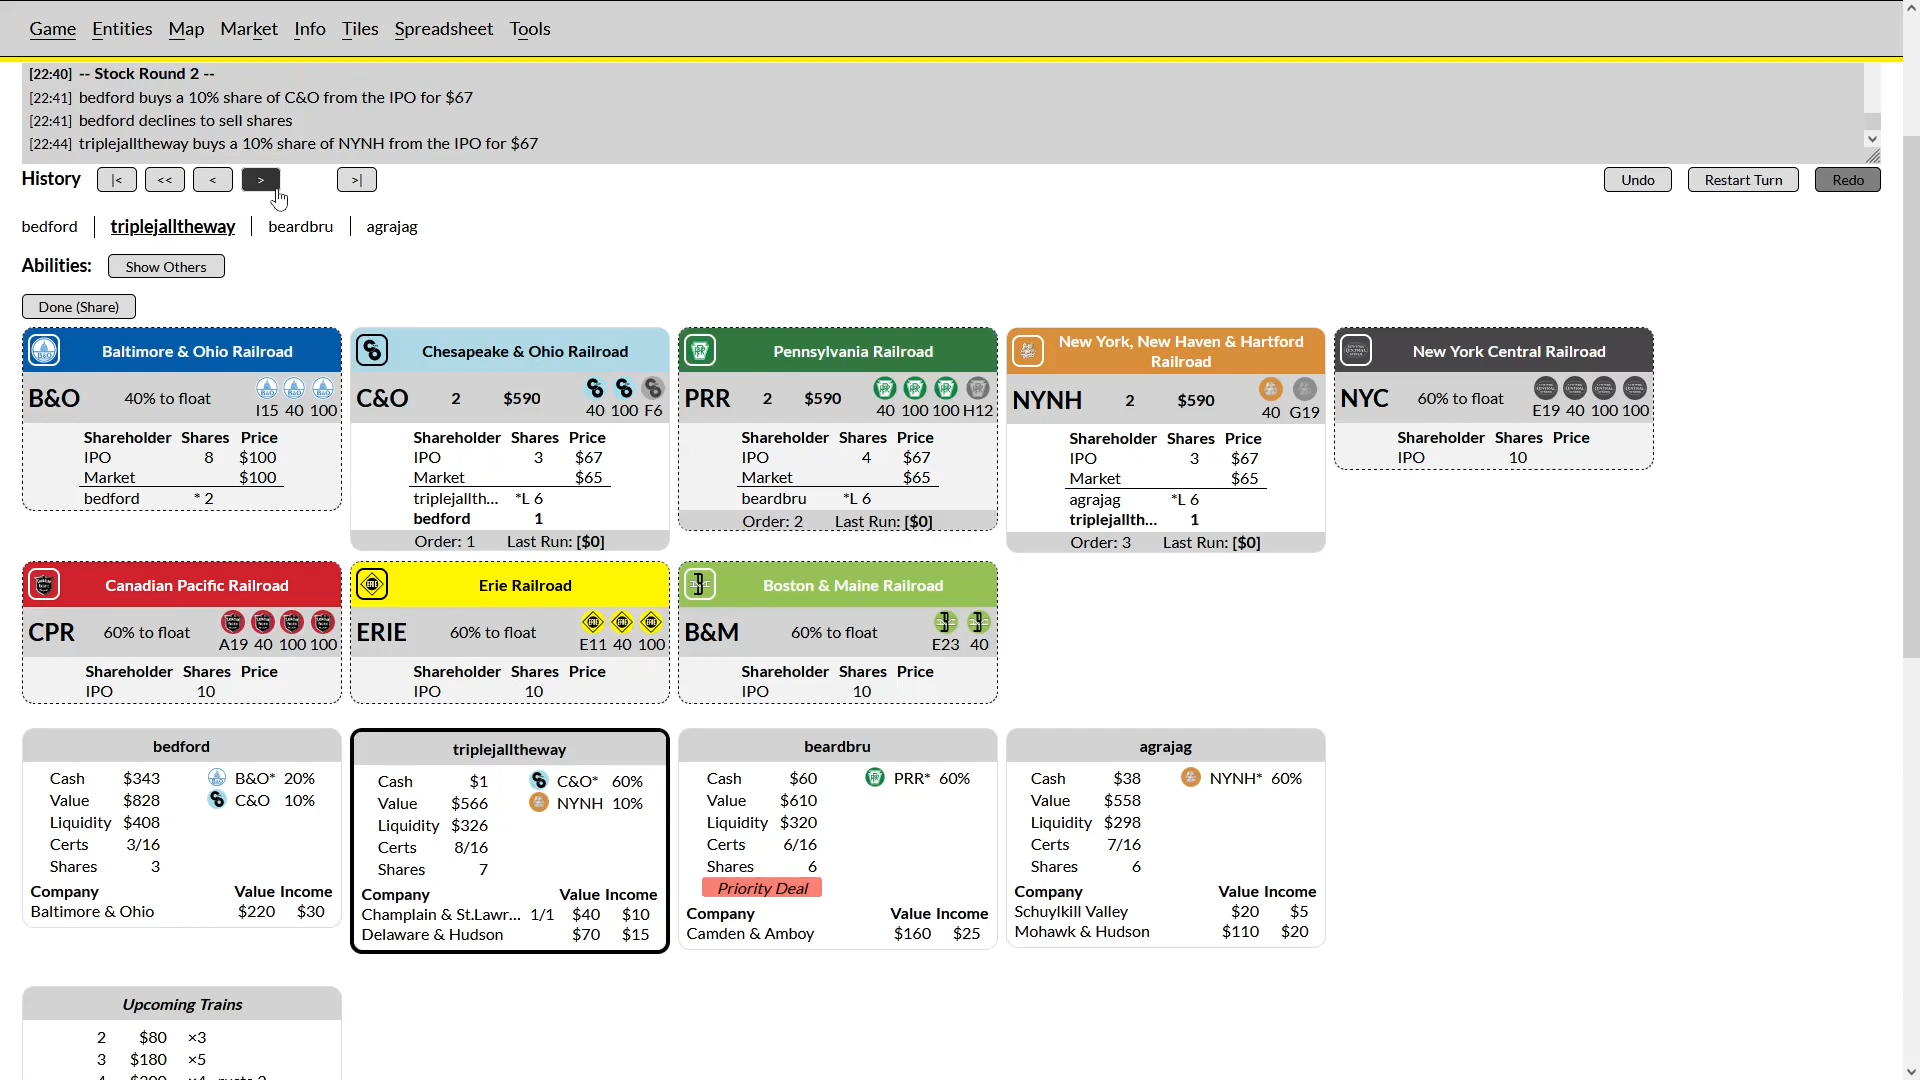 Game Entities Map Market Info Tiles Spreadsheet Tools
[22:40] -- Stock Round 2 --
[22:41] bedford buys a 10% share of C&O from the IPO for $67
[22:41] bedford declines to sell shares
[22:44] triplejalltheway buys a 10% share of NYNH from the IPO for $67
History |< << < > >| Undo Restart Turn Redo
bedford triplejalltheway beardbru agrajag
Abilities: Show Others
Done (Share)
Baltimore & Ohio Railroad
B&O 40% to float I15 40 100
Shareholder Shares Price
IPO 8 $100
Market $100
bedford * 2
Chesapeake & Ohio Railroad
C&O 2 $590 40 100 F6
Shareholder Shares Price
IPO 3 $67
Market $65
triplejallth... *L 6
bedford 1
Order: 1 Last Run: [$0]
Pennsylvania Railroad
PRR 2 $590 40 100 100 H12
Shareholder Shares Price
IPO 4 $67
Market $65
beardbru *L 6
Order: 2 Last Run: [$0]
New York, New Haven & Hartford
Railroad
NYNH 2 $590 40 G19
Shareholder Shares Price
IPO 3 $67
Market $65
agrajag *L 6
triplejallth... 1
Order: 3 Last Run: [$0]
New York Central Railroad
NYC 60% to float E19 40 100 100
Shareholder Shares Price
IPO 10
Canadian Pacific Railroad
CPR 60% to float A19 40 100 100
Shareholder Shares Price
IPO 10
Erie Railroad
ERIE 60% to float E11 40 100
Shareholder Shares Price
IPO 10
Boston & Maine Railroad
B&M 60% to float E23 40
Shareholder Shares Price
IPO 10
bedford
Cash $343 B&O* 20%
Value $828 C&O 10%
Liquidity $408
Certs 3/16
Shares 3
Company Value Income
Baltimore & Ohio $220 $30
triplejalltheway
Cash $1 C&O* 60%
Value $566 NYNH 10%
Liquidity $326
Certs 8/16
Shares 7
Company Value Income
Champlain & St.Lawr... 1/1 $40 $10
Delaware & Hudson $70 $15
beardbru
Cash $60 PRR* 60%
Value $610
Liquidity $320
Certs 6/16
Shares 6
Priority Deal
Company Value Income
Camden & Amboy $160 $25
agrajag
Cash $38 NYNH* 60%
Value $558
Liquidity $298
Certs 7/16
Shares 6
Company Value Income
Schuylkill Valley $20 $5
Mohawk & Hudson $110 $20
Upcoming Trains
2 $80 ×3
3 $180 ×5